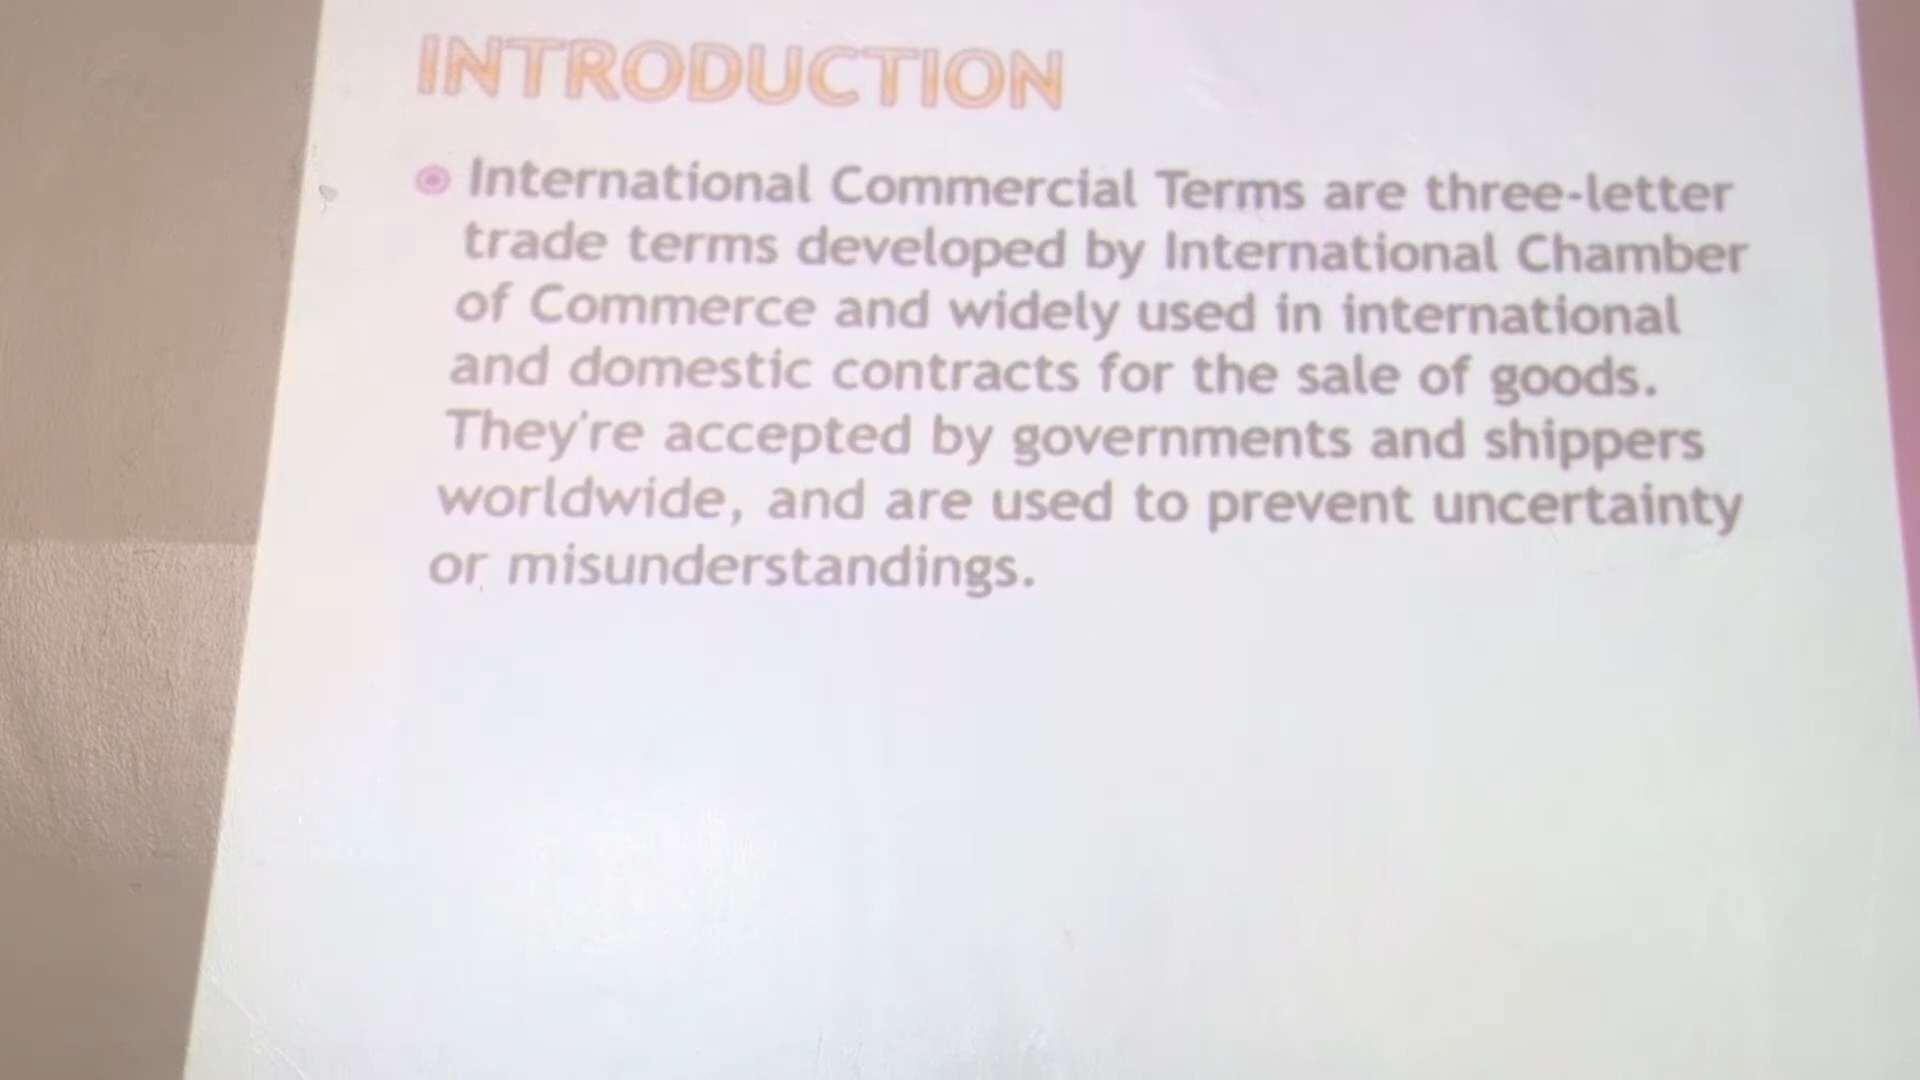 INTRODUCTION
International Commercial Terms are three-letter
trade terms developed by International Chamber
of Commerce and widely used in international
and domestic contracts for the sale of goods.
They're accepted by governments and shippers
worldwide, and are used to prevent uncertainty
or misunderstandings.